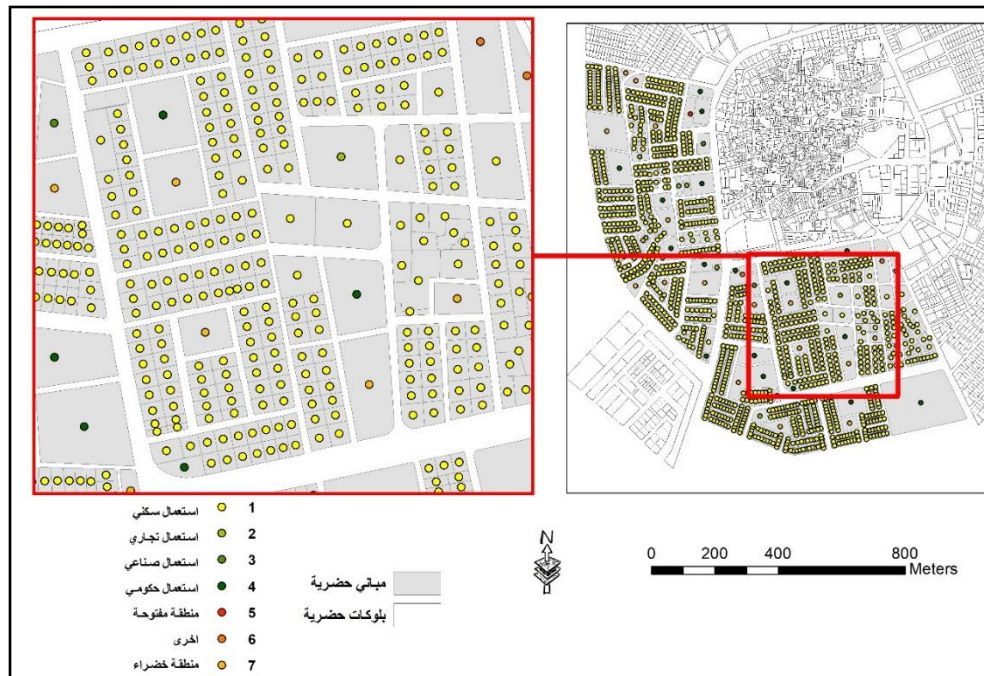 1 استعمال سكني
2 استعمال تجاري
3 استعمال صناعي
4 استعمال حكومي
5 منطقة مفتوحة
6 اخرى
7 منطقة خضراء
مباني حضرية
بلوكات حضرية
N
0 200 400 800
Meters